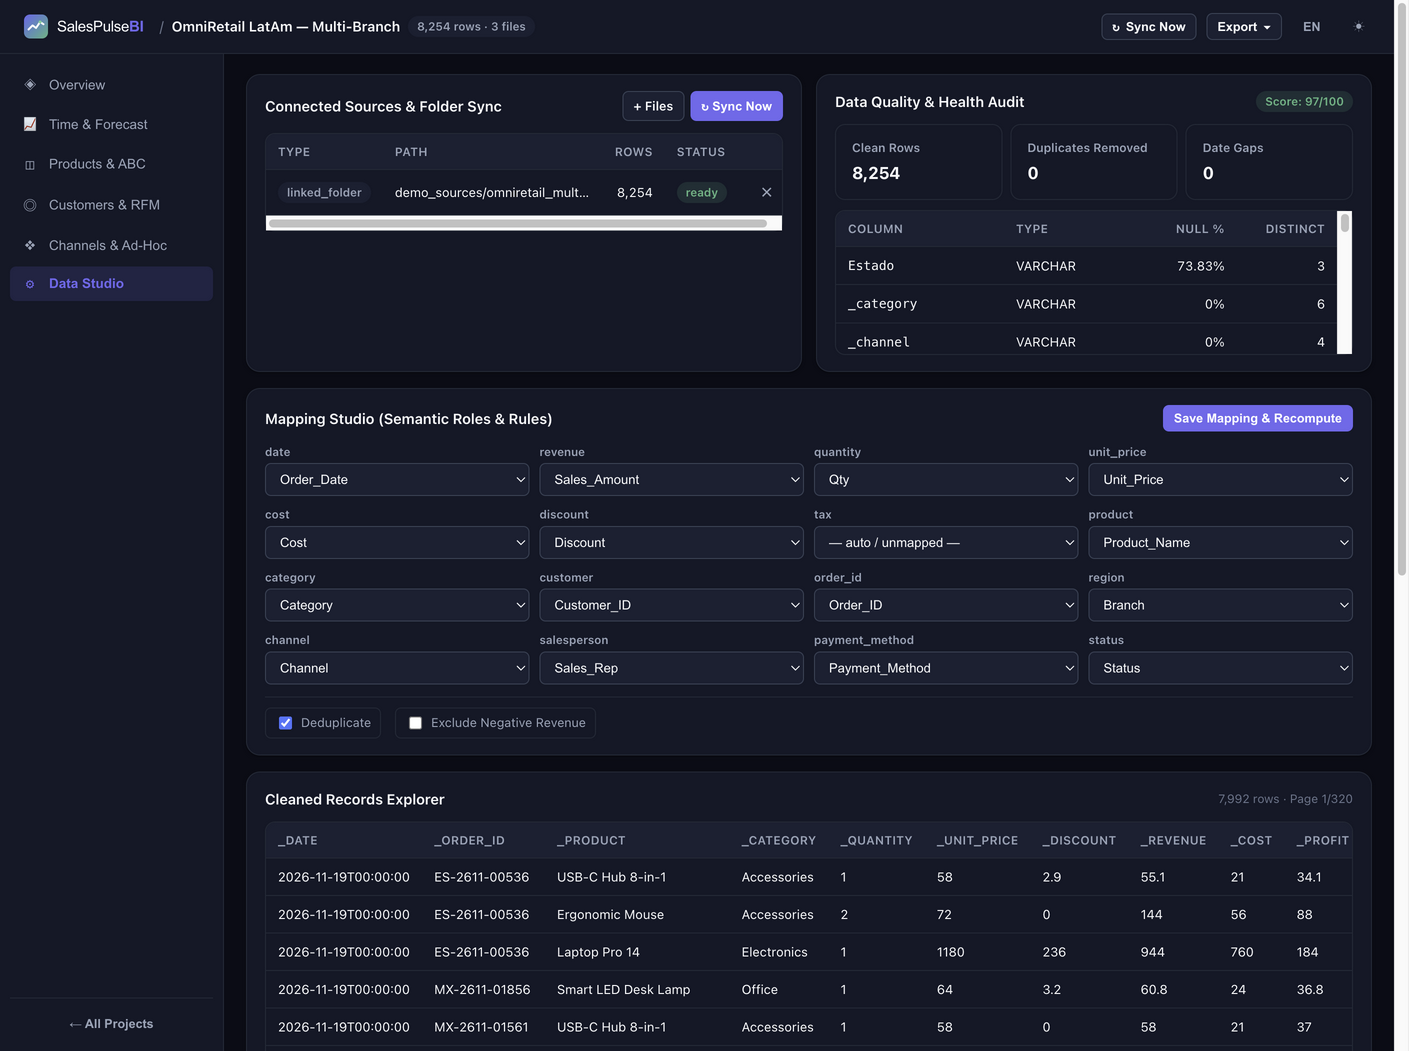 SalesPulseBI / OmniRetail LatAm — Multi-Branch 8,254 rows · 3 files ↻ Sync Now Export EN
Overview
Time & Forecast
Products & ABC
Customers & RFM
Channels & Ad-Hoc
Data Studio
← All Projects
Connected Sources & Folder Sync + Files ↻ Sync Now
TYPE PATH ROWS STATUS
linked_folder demo_sources/omniretail_mult... 8,254 ready ✕
Data Quality & Health Audit Score: 97/100
Clean Rows Duplicates Removed Date Gaps
8,254 0 0
COLUMN TYPE NULL % DISTINCT
Estado VARCHAR 73.83% 3
_category VARCHAR 0% 6
_channel VARCHAR 0% 4
Mapping Studio (Semantic Roles & Rules) Save Mapping & Recompute
date revenue quantity unit_price
Order_Date Sales_Amount Qty Unit_Price
cost discount tax product
Cost Discount — auto / unmapped — Product_Name
category customer order_id region
Category Customer_ID Order_ID Branch
channel salesperson payment_method status
Channel Sales_Rep Payment_Method Status
Deduplicate Exclude Negative Revenue
Cleaned Records Explorer 7,992 rows · Page 1/320
_DATE _ORDER_ID _PRODUCT _CATEGORY _QUANTITY _UNIT_PRICE _DISCOUNT _REVENUE _COST _PROFIT
2026-11-19T00:00:00 ES-2611-00536 USB-C Hub 8-in-1 Accessories 1 58 2.9 55.1 21 34.1
2026-11-19T00:00:00 ES-2611-00536 Ergonomic Mouse Accessories 2 72 0 144 56 88
2026-11-19T00:00:00 ES-2611-00536 Laptop Pro 14 Electronics 1 1180 236 944 760 184
2026-11-19T00:00:00 MX-2611-01856 Smart LED Desk Lamp Office 1 64 3.2 60.8 24 36.8
2026-11-19T00:00:00 MX-2611-01561 USB-C Hub 8-in-1 Accessories 1 58 0 58 21 37